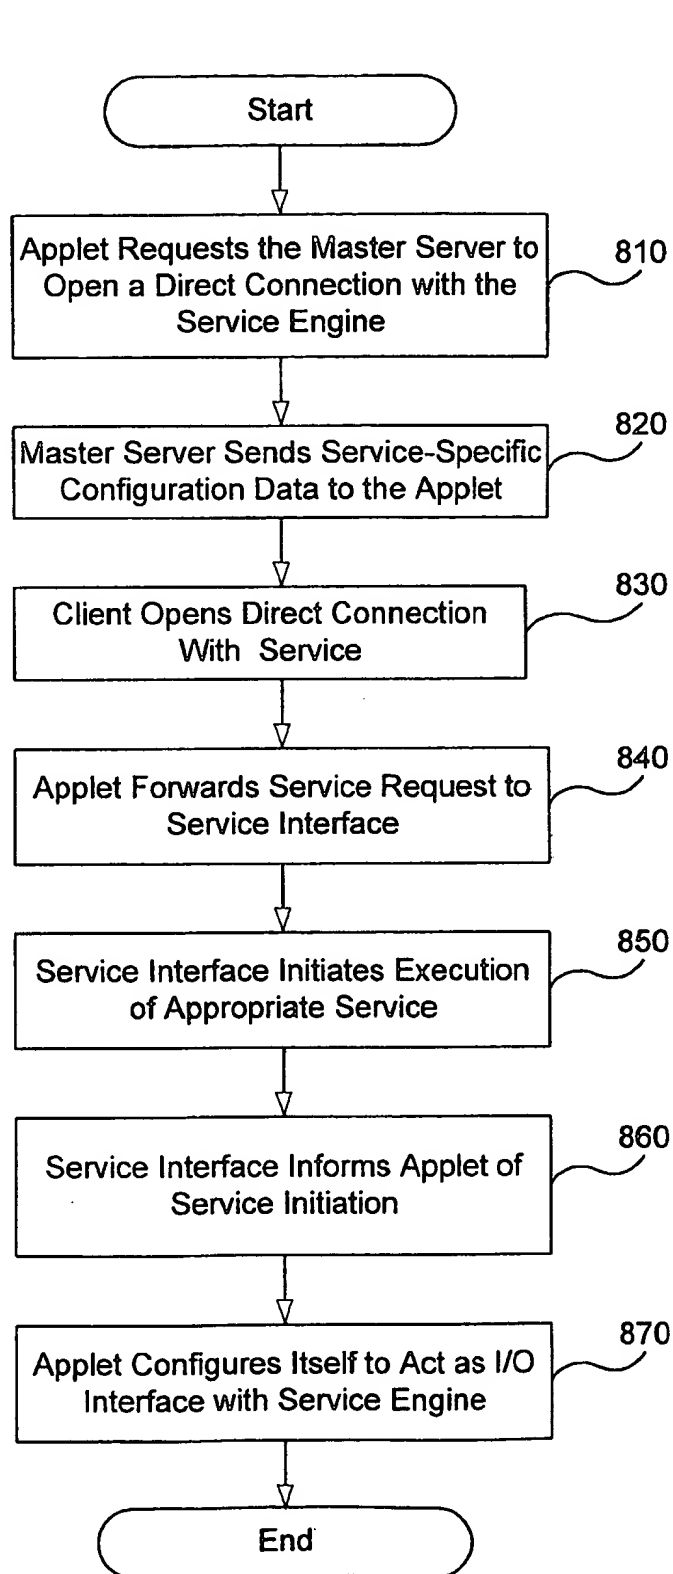 Start
Applet Requests the Master Server to
Open a Direct Connection with the
Service Engine
810
Master Server Sends Service-Specific
Configuration Data to the Applet
820
Client Opens Direct Connection
With Service
830
Applet Forwards Service Request to
Service Interface
840
Service Interface Initiates Execution
of Appropriate Service
850
Service Interface Informs Applet of
Service Initiation
860
Applet Configures Itself to Act as I/O
Interface with Service Engine
870
End